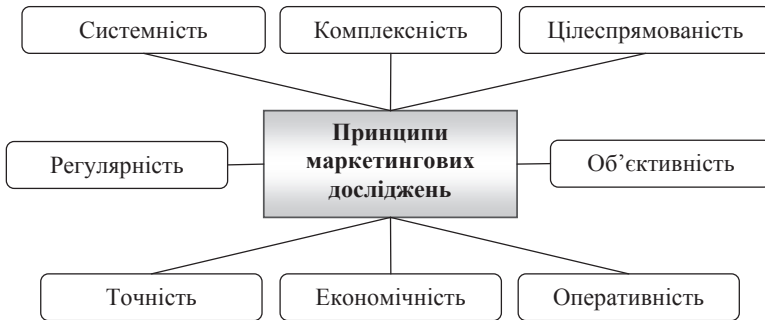 Системність
Комплексність
Цілеспрямованість
Принципи
маркетингових
досліджень
Регулярність
Об’єктивність
Точність
Економічність
Оперативність